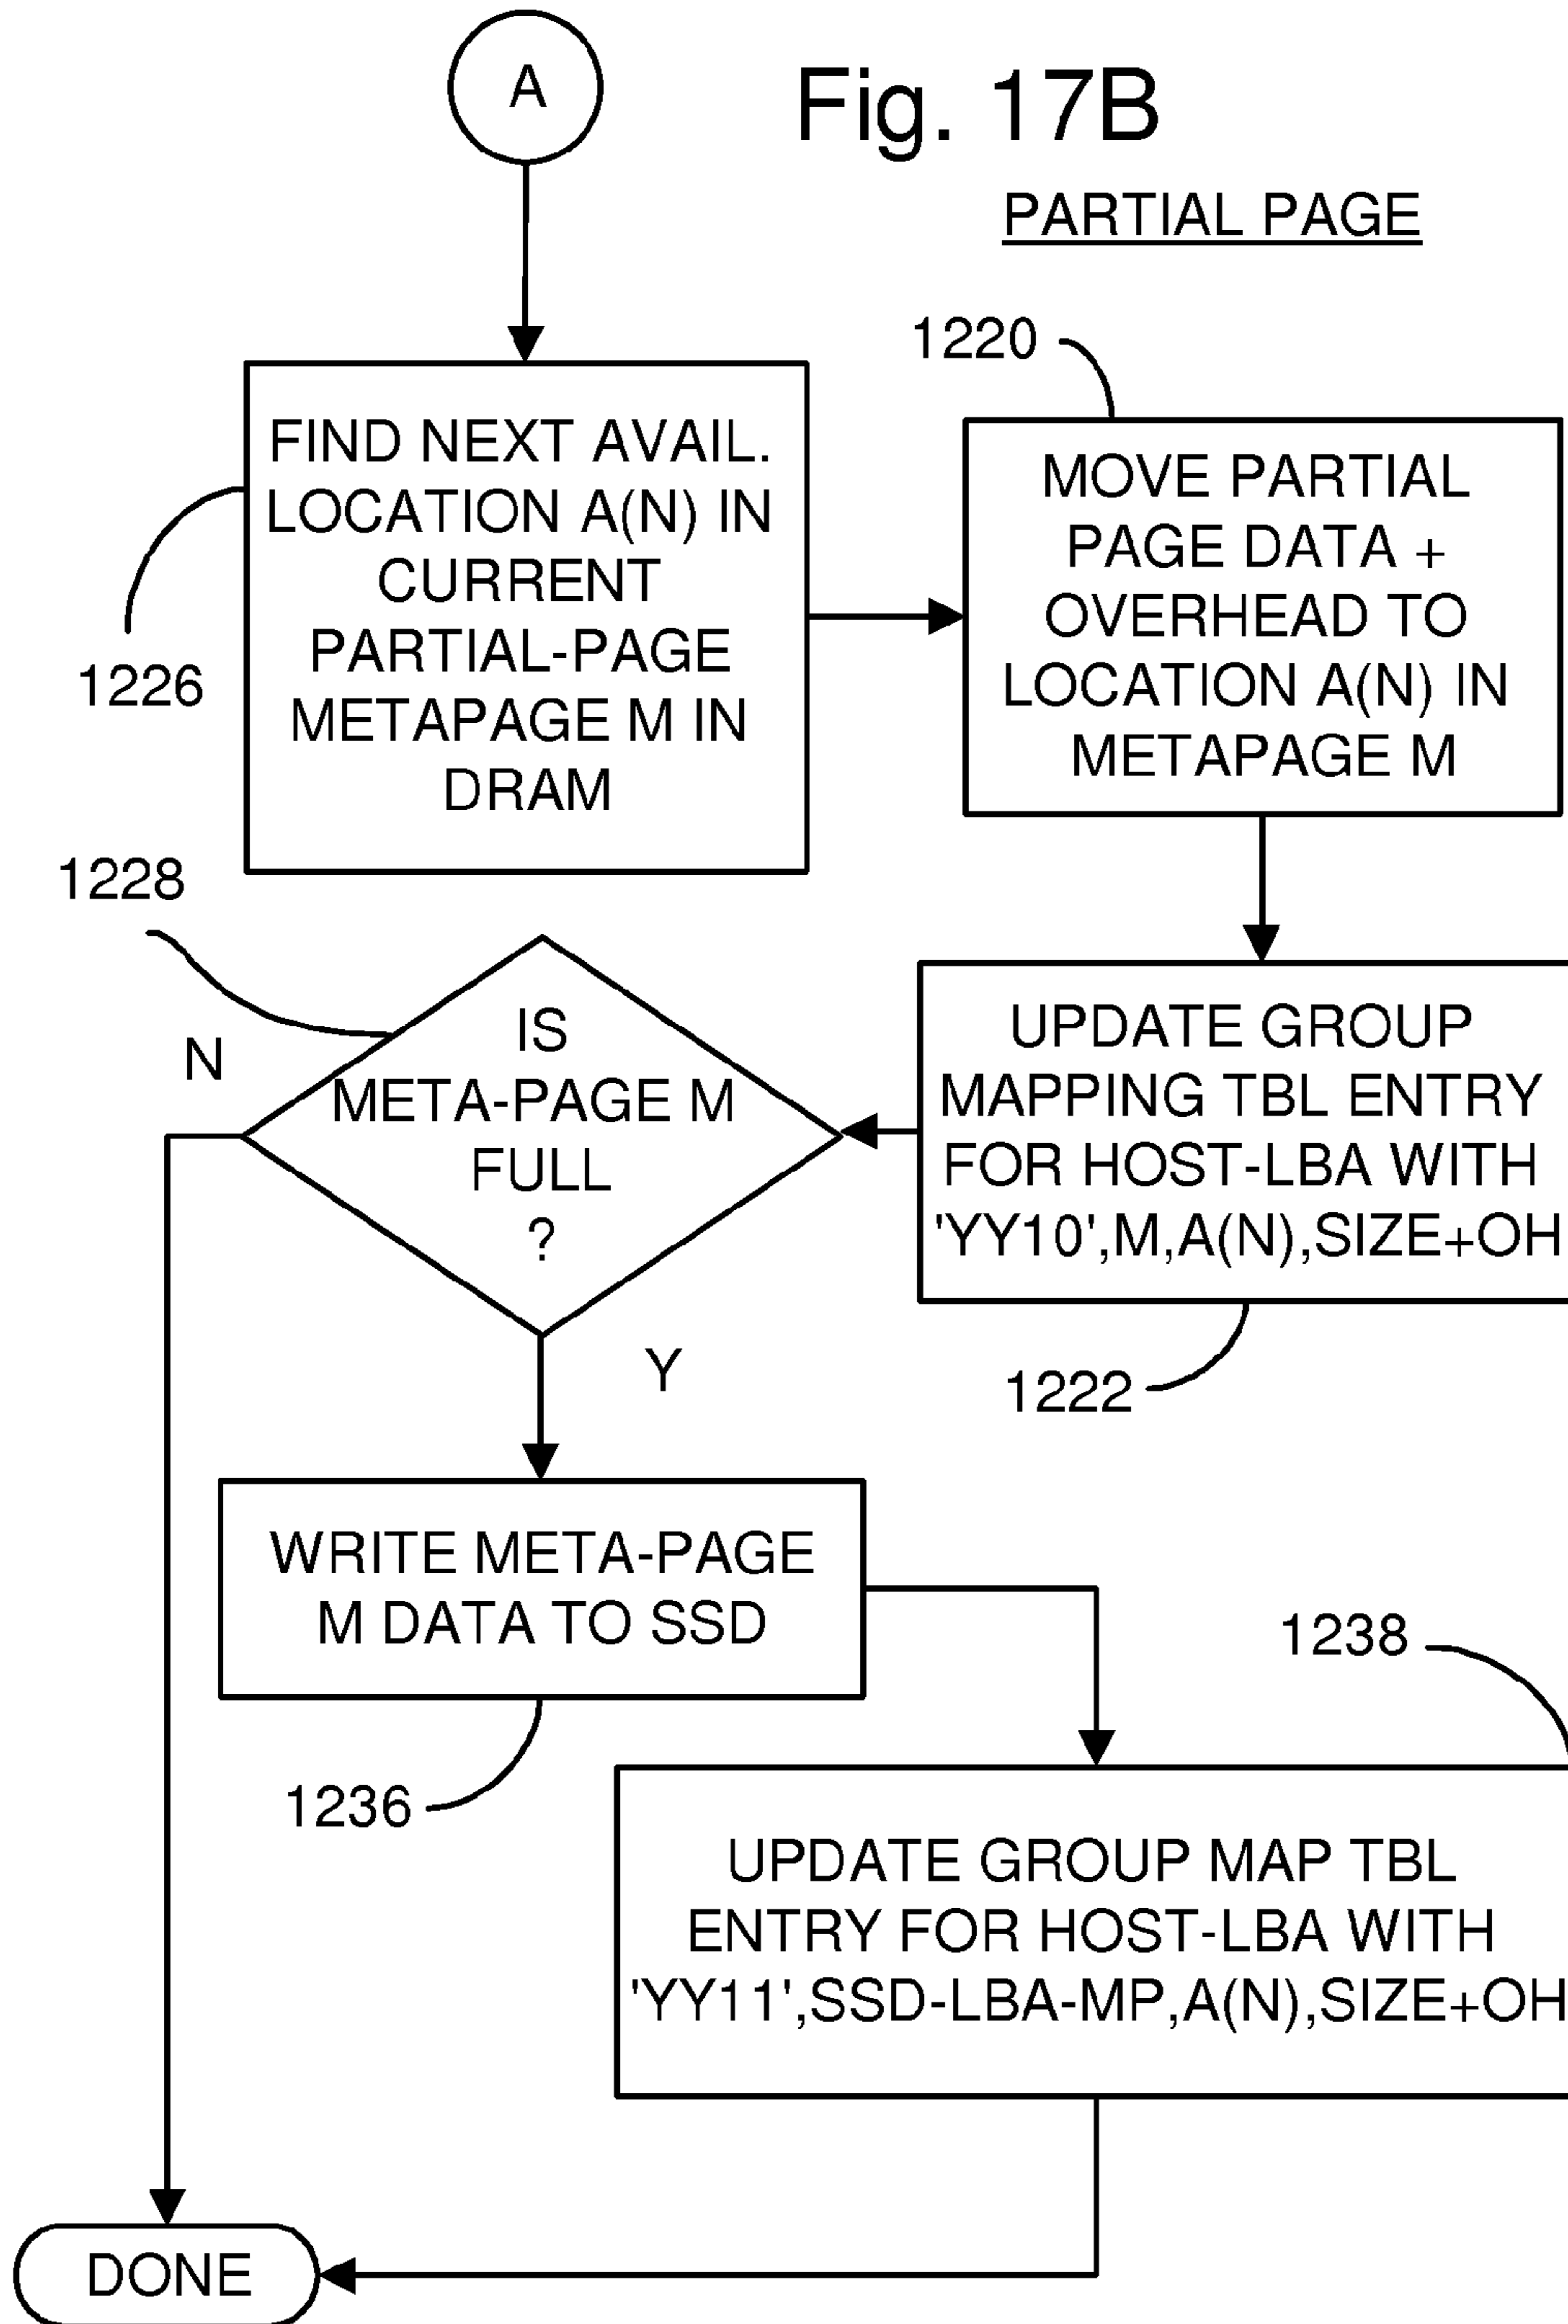 A
Fig. 17B
PARTIAL PAGE
1226
FIND NEXT AVAIL.
LOCATION A(N) IN
CURRENT
PARTIAL-PAGE
METAPAGE M IN
DRAM
1220
MOVE PARTIAL
PAGE DATA +
OVERHEAD TO
LOCATION A(N) IN
METAPAGE M
UPDATE GROUP
MAPPING TBL ENTRY
FOR HOST-LBA WITH
'YY10',M,A(N),SIZE+OH
1222
1228
IS
META-PAGE M
FULL
?
N
Y
WRITE META-PAGE
M DATA TO SSD
1236
1238
UPDATE GROUP MAP TBL
ENTRY FOR HOST-LBA WITH
'YY11',SSD-LBA-MP,A(N),SIZE+OH
DONE